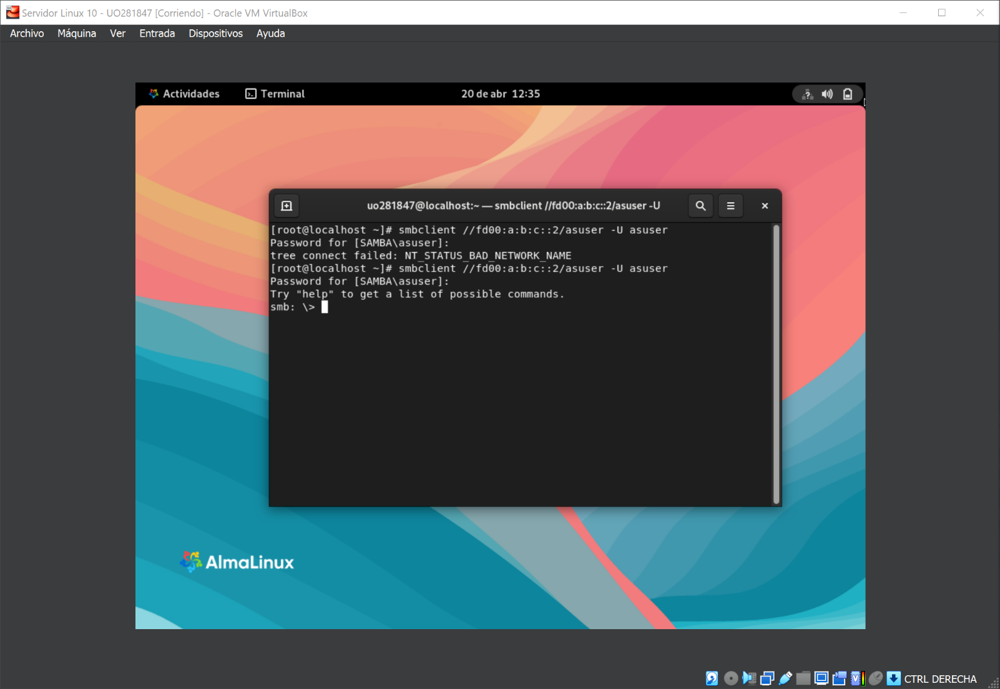 Servidor Linux 10 - UO281847 [Corriendo] - Oracle VM VirtualBox
Archivo Máquina Ver Entrada Dispositivos Ayuda
Actividades Terminal 20 de abr 12:35
uo281847@localhost:~ — smbclient //fd00:a:b:c::2/asuser -U
[root@localhost ~]# smbclient //fd00:a:b:c::2/asuser -U asuser
Password for [SAMBA\asuser]:
tree connect failed: NT_STATUS_BAD_NETWORK_NAME
[root@localhost ~]# smbclient //fd00:a:b:c::2/asuser -U asuser
Password for [SAMBA\asuser]:
Try "help" to get a list of possible commands.
smb: \>
AlmaLinux
CTRL DERECHA